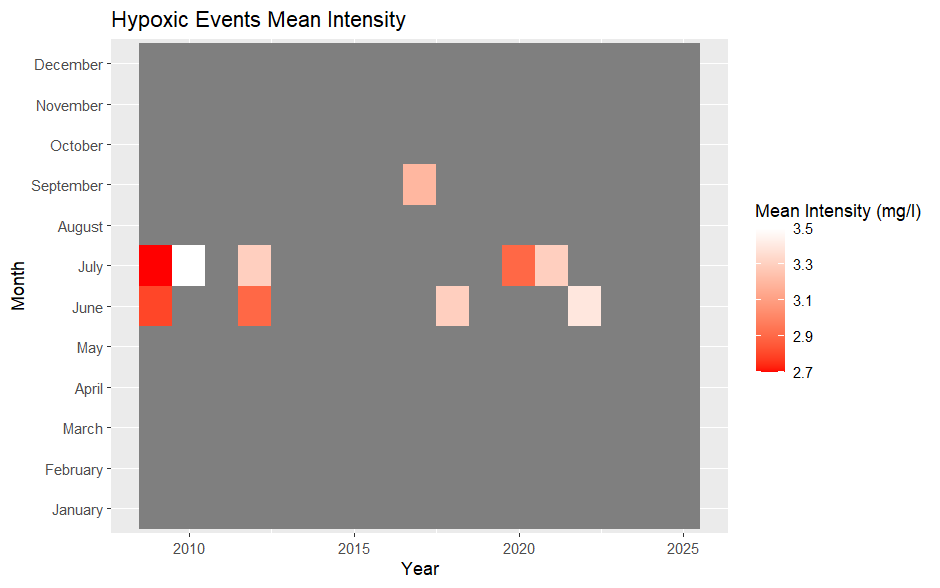 Hypoxic Events Mean Intensity
December
November
October
September
August
July
June
May
April
March
February
January
Month
2010
2015
2020
2025
Year
Mean Intensity (mg/l)
3.5
3.3
3.1
2.9
2.7